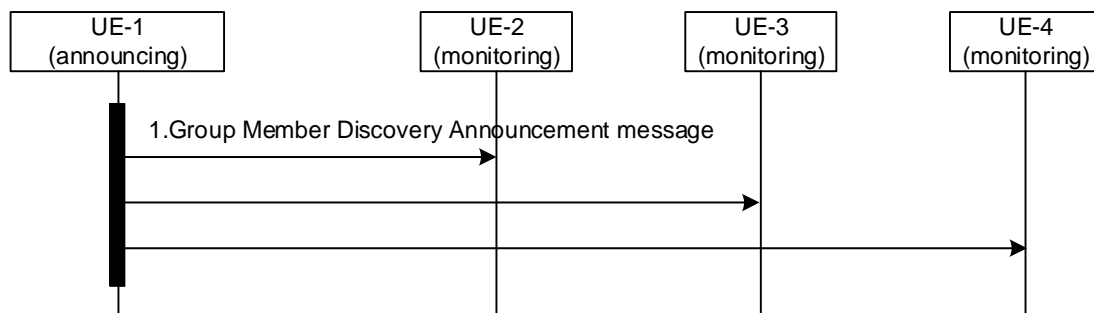 UE-1
(announcing)
UE-2
(monitoring)
UE-3
(monitoring)
UE-4
(monitoring)
1.Group Member Discovery Announcement message